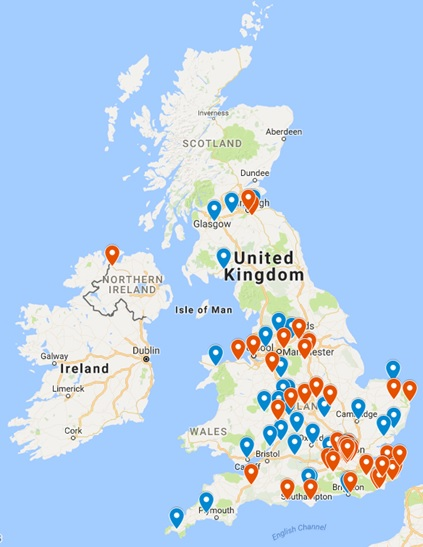 Inverness
Aberdeen
SCOTLAND
Dundee
Glasgow
United
Kingdom
NORTHERN
IRELAND
Isle of Man
Galway
Dublin
Ireland
Manchester
Limerick
Cork
WALES
Cambridge
Bristol
Southampton
Plymouth
English Channel